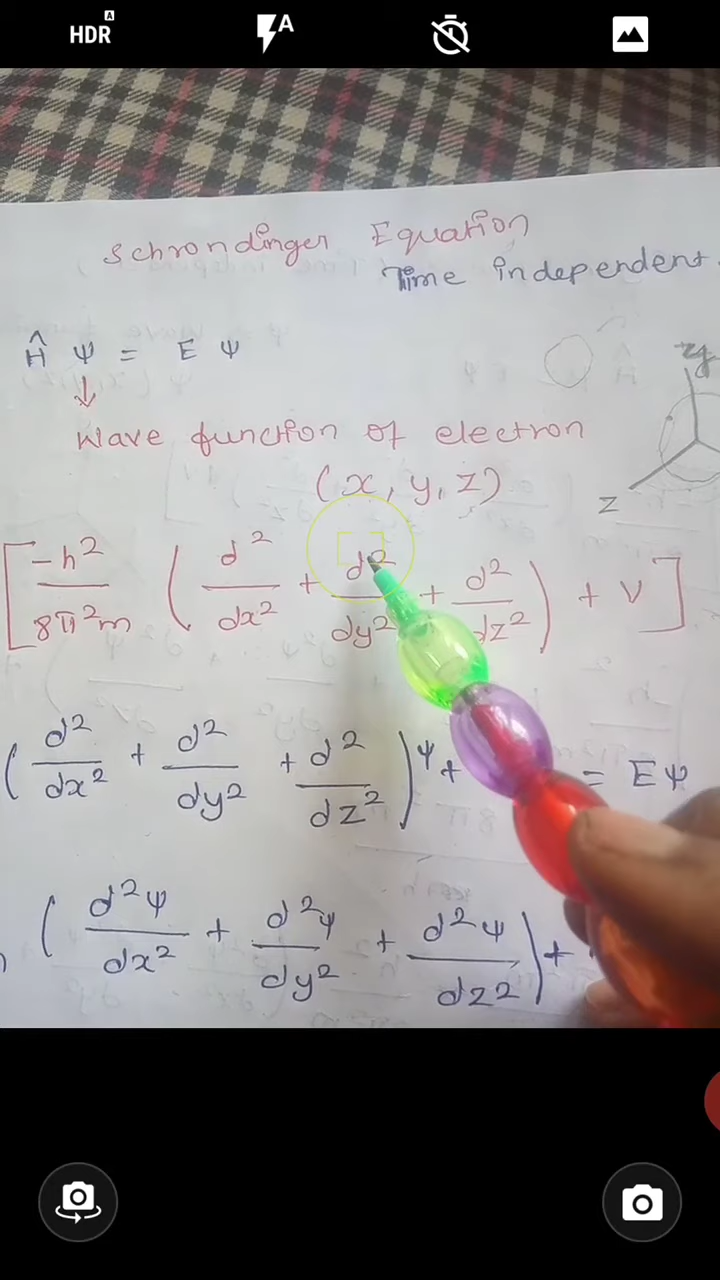 HDR A
A
Schrondinger Equation
Time independent.
Ĥ ψ = E ψ
↓
Wave function of electron
(x, y, z)
y
z
[ -h²/8π²m ( d²/dx² + d²/dy² + d²/dz² ) + V ]
( d²/dx² + d²/dy² + d²/dz² ) ψ + = E ψ
( d²ψ/dx² + d²ψ/dy² + d²ψ/dz² ) +